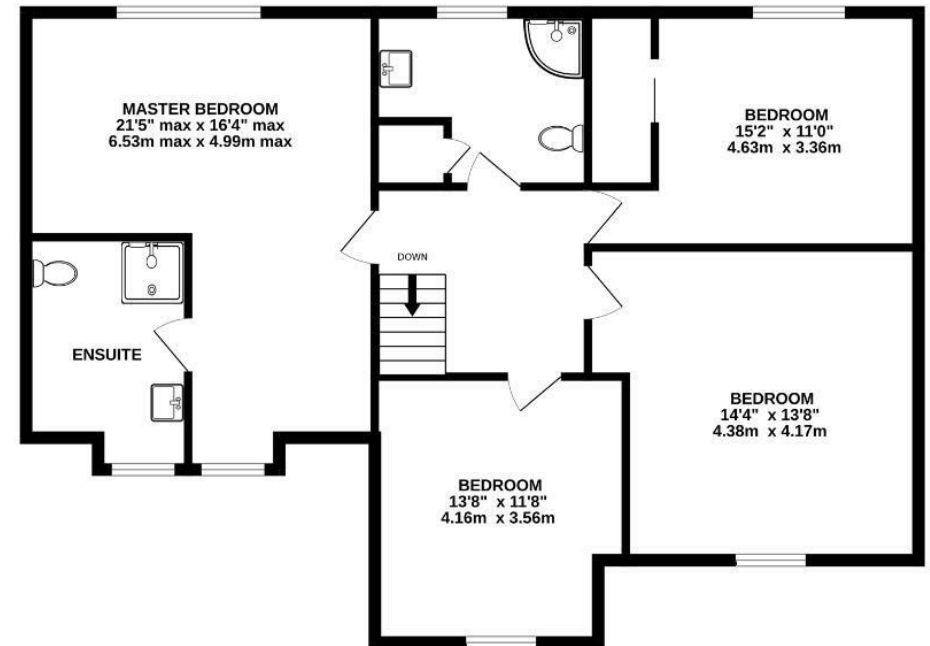 MASTER BEDROOM
21'5" max x 16'4" max
6.53m max x 4.99m max
BEDROOM
15'2" x 11'0"
4.63m x 3.36m
DOWN
ENSUITE
BEDROOM
14'4" x 13'8"
4.38m x 4.17m
BEDROOM
13'8" x 11'8"
4.16m x 3.56m